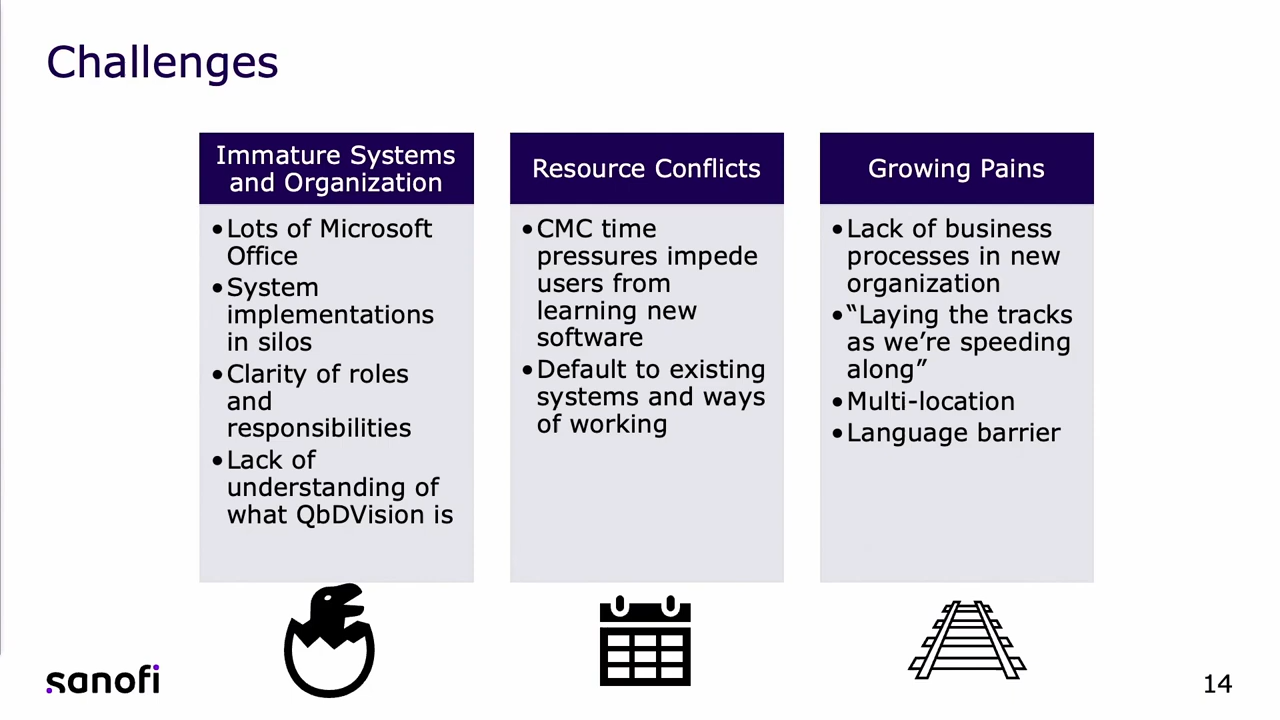 Challenges
Immature Systems
and Organization
•Lots of Microsoft
Office
•System
implementations
in silos
•Clarity of roles
and
responsibilities
•Lack of
understanding of
what QbDVision is
Resource Conflicts
•CMC time
pressures impede
users from
learning new
software
•Default to existing
systems and ways
of working
Growing Pains
•Lack of business
processes in new
organization
•“Laying the tracks
as we’re speeding
along”
•Multi-location
•Language barrier
sanofi
14